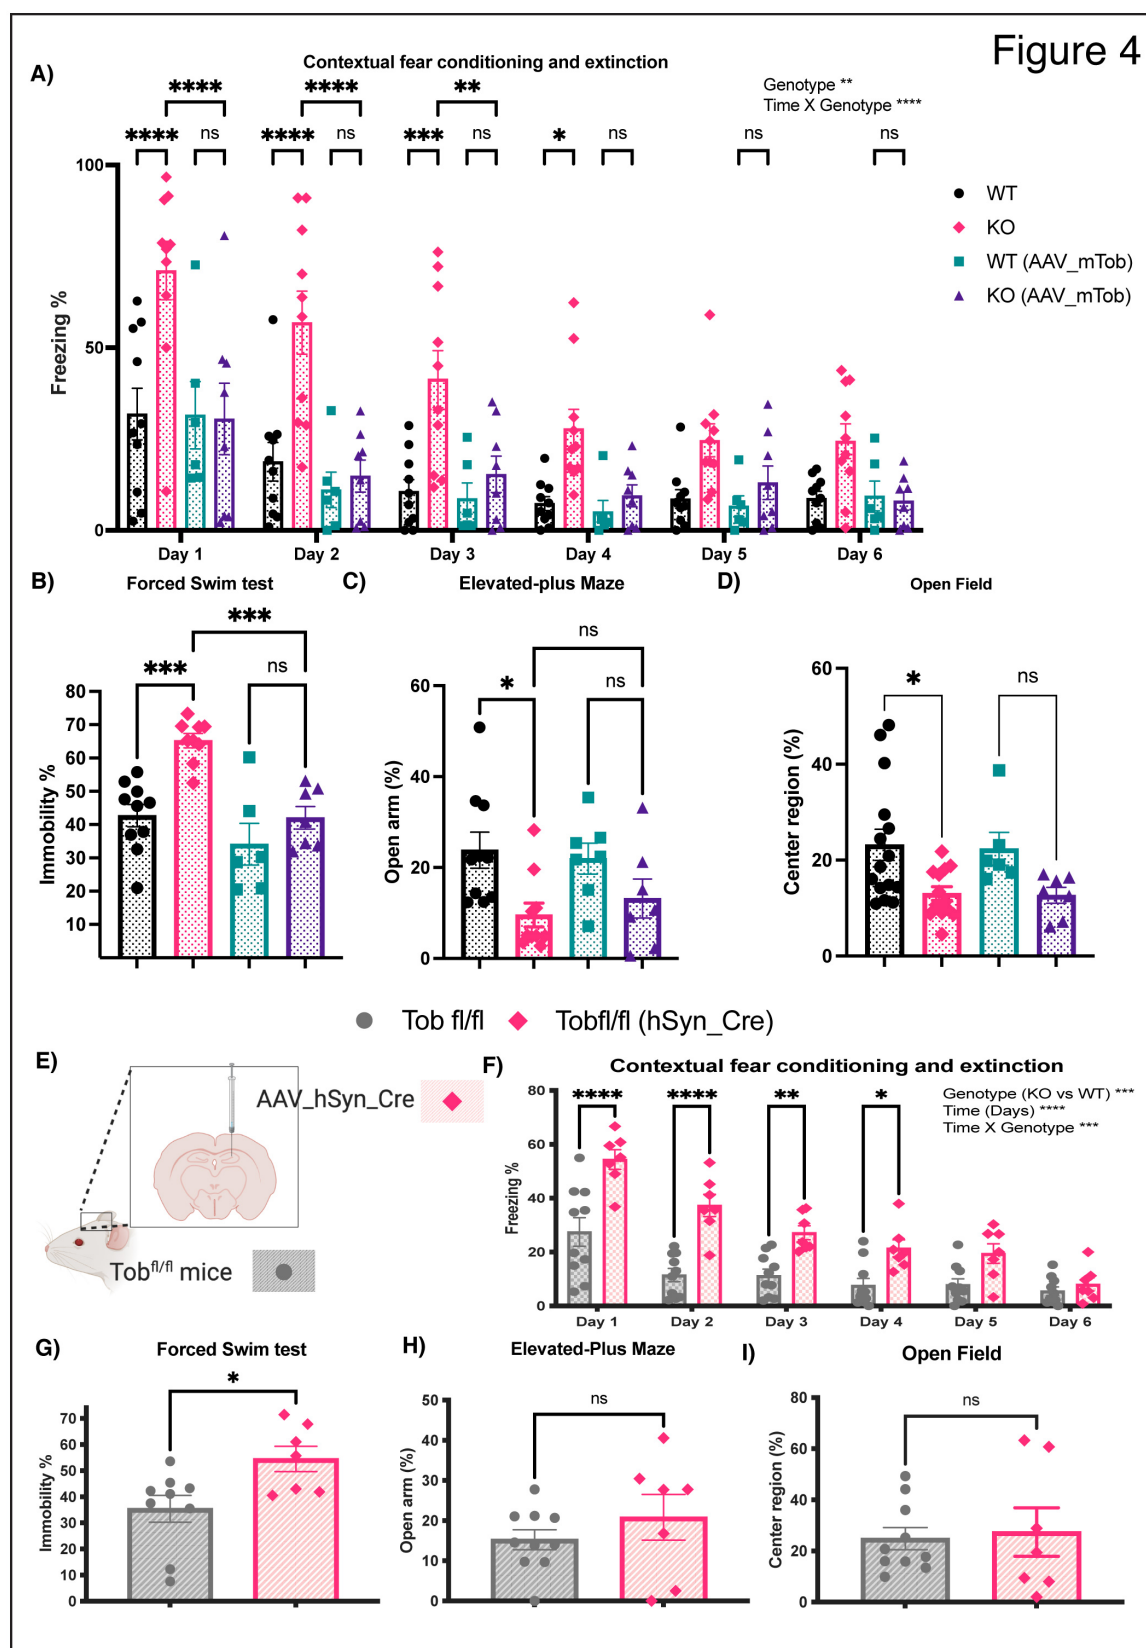 Figure 4
A)
Contextual fear conditioning and extinction
Genotype **
Time X Genotype ****
**** **** **
**** ns **** ns *** ns * ns ns ns
100
50
0
Freezing %
Day 1 Day 2 Day 3 Day 4 Day 5 Day 6
WT
KO
WT (AAV_mTob)
KO (AAV_mTob)
B)
Forced Swim test
***
*** ns
80
70
60
50
40
30
20
10
Immobility %
C)
Elevated-plus Maze
ns
* ns
60
40
20
0
Open arm (%)
D)
Open Field
* ns
60
40
20
0
Center region (%)
Tob fl/fl Tobfl/fl (hSyn_Cre)
E)
AAV_hSyn_Cre
Tobfl/fl mice
F)
Contextual fear conditioning and extinction
Genotype (KO vs WT) ***
Time (Days) ****
Time X Genotype ***
**** **** ** *
80
60
40
20
0
Freezing %
Day 1 Day 2 Day 3 Day 4 Day 5 Day 6
G)
Forced Swim test
*
70
60
50
40
30
20
10
0
Immobility %
H)
Elevated-Plus Maze
ns
50
40
30
20
10
0
Open arm (%)
I)
Open Field
ns
80
60
40
20
0
Center region (%)